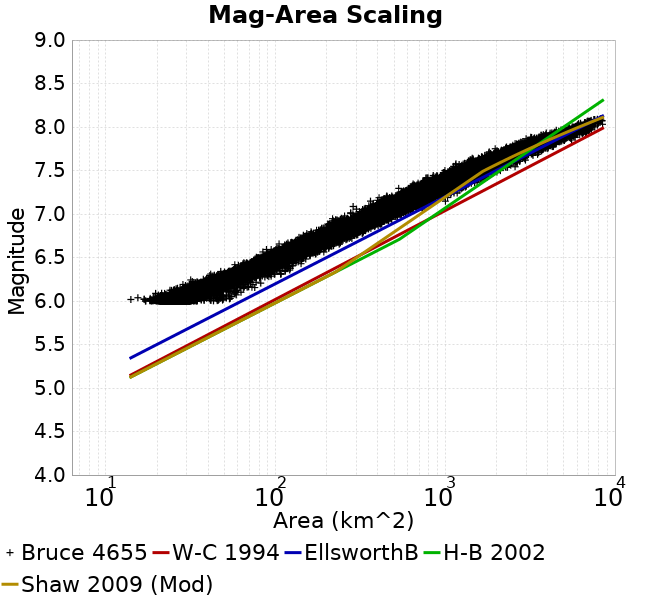 Mag-Area Scaling
9.0
8.5
8.0
7.5
7.0
6.5
6.0
5.5
5.0
4.5
4.0
Magnitude
10^1 10^2 10^3 10^4
Area (km^2)
Bruce 4655 W-C 1994 EllsworthB H-B 2002
Shaw 2009 (Mod)